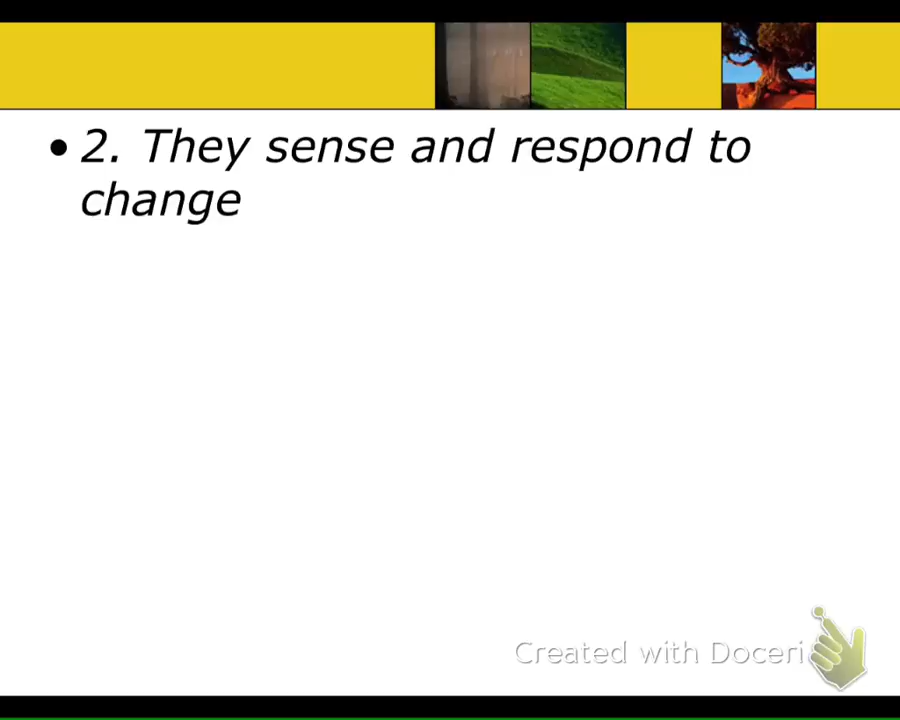 • 2. They sense and respond to
change
Created with Doceri